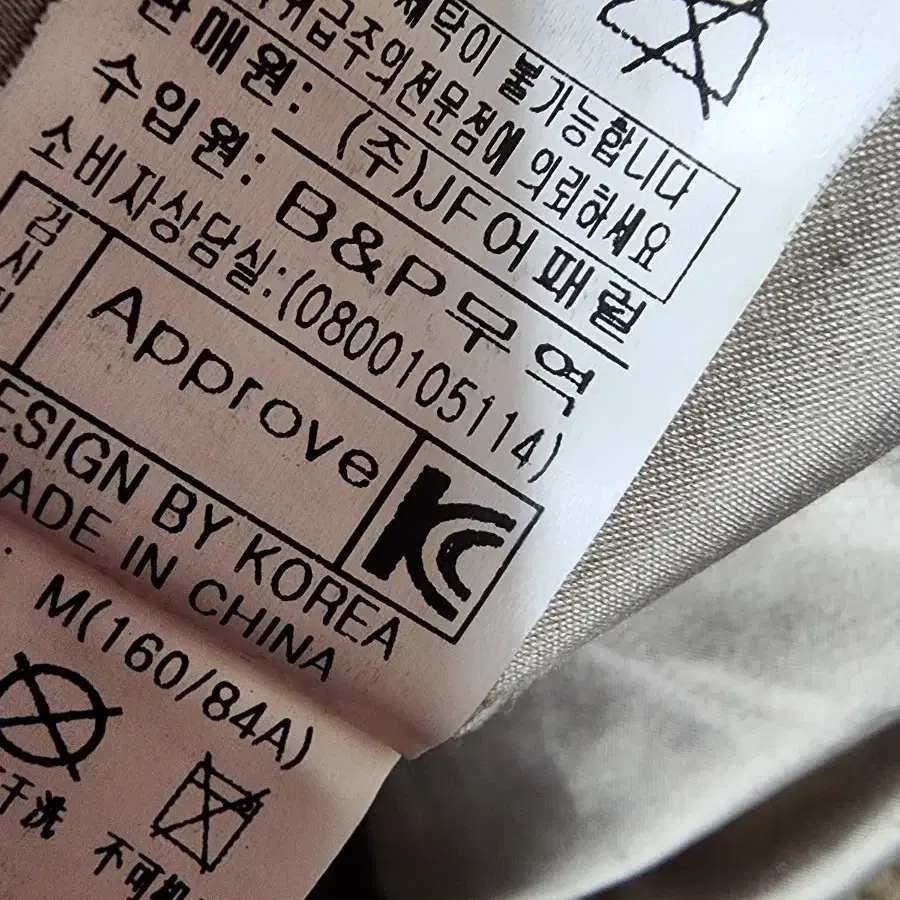 세탁이 불가능합니다
취급주의전문점에 의뢰하세요
판매원: (주)JF어패럴
수입원: B&P무역
소비자상담실:(0800105114)
검사
Approve
ESIGN BY KOREA
ADE IN CHINA
M(160/84A)
干洗
不可机